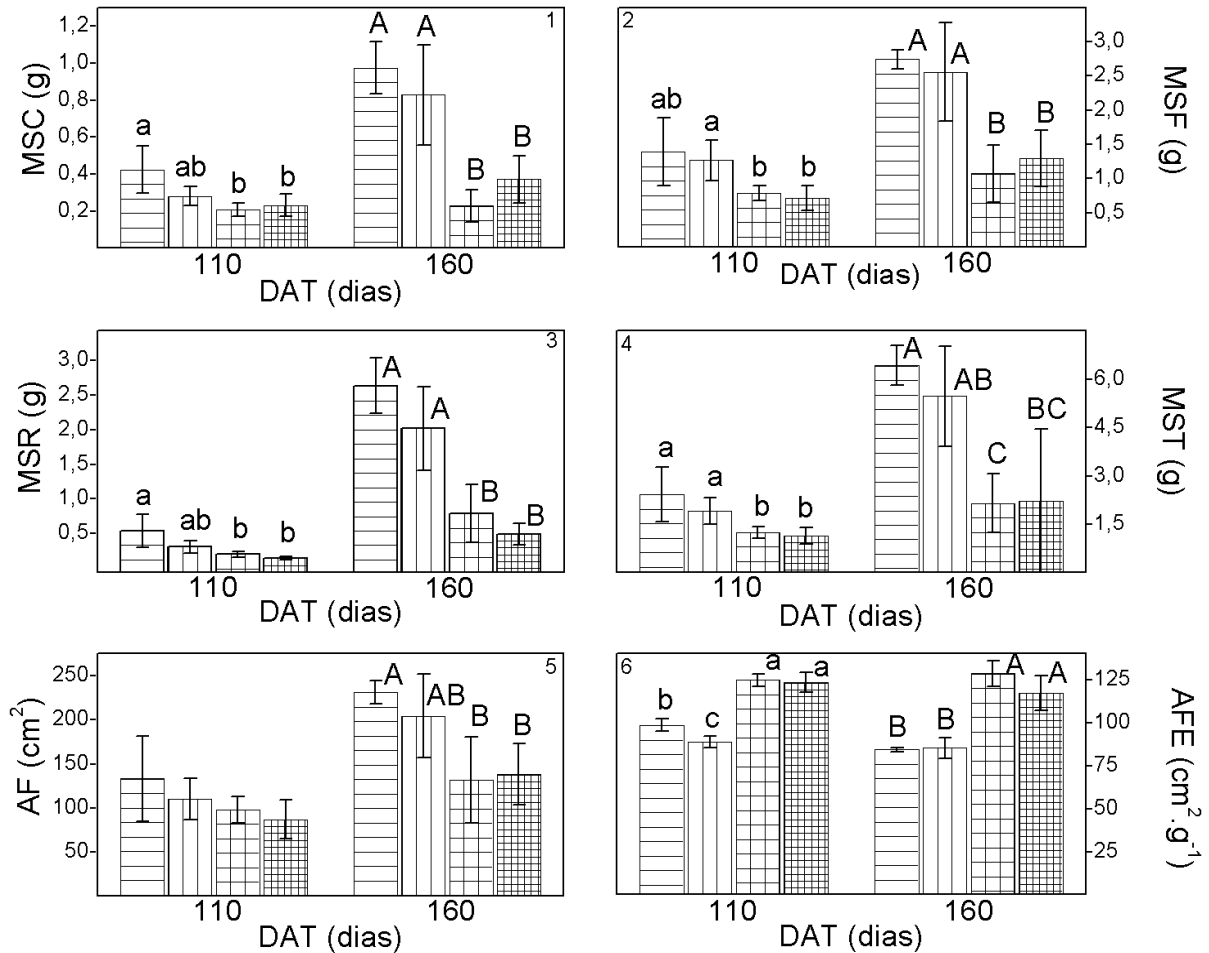 1
MSC (g)
1,2
1,0
0,8
0,6
0,4
0,2
a
ab
b
b
A
A
B
B
110
160
DAT (dias)
2
MSF (g)
3,0
2,5
2,0
1,5
1,0
0,5
ab
a
b
b
A
A
B
B
110
160
DAT (dias)
3
MSR (g)
3,0
2,5
2,0
1,5
1,0
0,5
a
ab
b
b
A
A
B
B
110
160
DAT (dias)
4
MST (g)
6,0
4,5
3,0
1,5
a
a
b
b
A
AB
C
BC
110
160
DAT (dias)
5
AF (cm²)
250
200
150
100
50
A
AB
B
B
110
160
DAT (dias)
6
AFE (cm².g⁻¹)
125
100
75
50
25
b
c
a
a
B
B
A
A
110
160
DAT (dias)